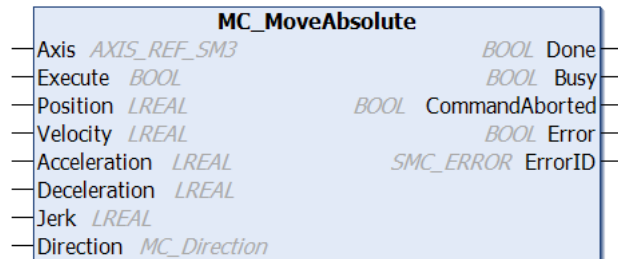 MC_MoveAbsolute
Axis AXIS_REF_SM3 BOOL Done
Execute BOOL BOOL Busy
Position LREAL BOOL CommandAborted
Velocity LREAL BOOL Error
Acceleration LREAL SMC_ERROR ErrorID
Deceleration LREAL
Jerk LREAL
Direction MC_Direction